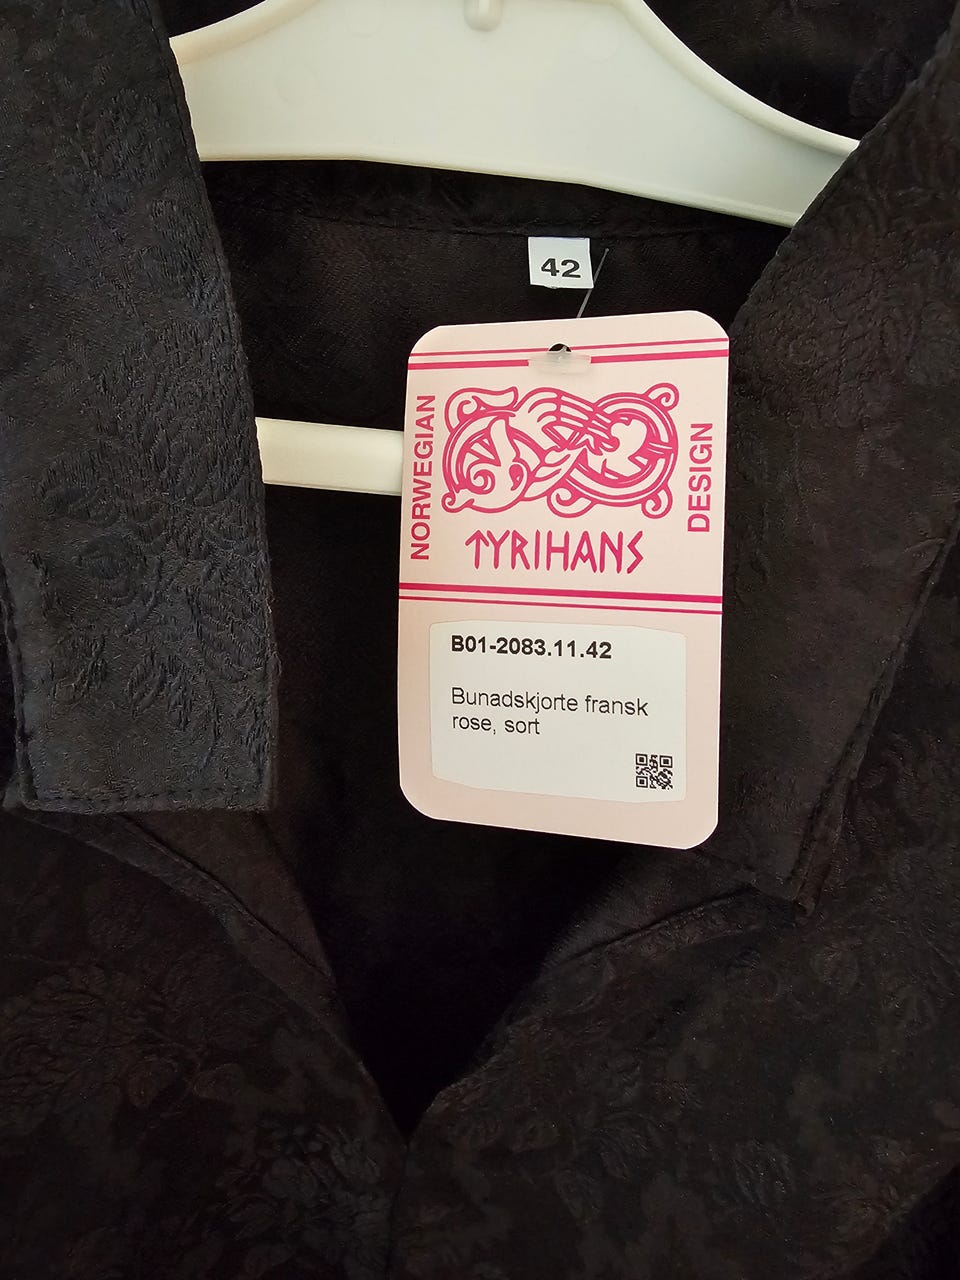 42
NORWEGIAN
DESIGN
TYRIHANS
B01-2083.11.42
Bunadskjorte fransk
rose, sort